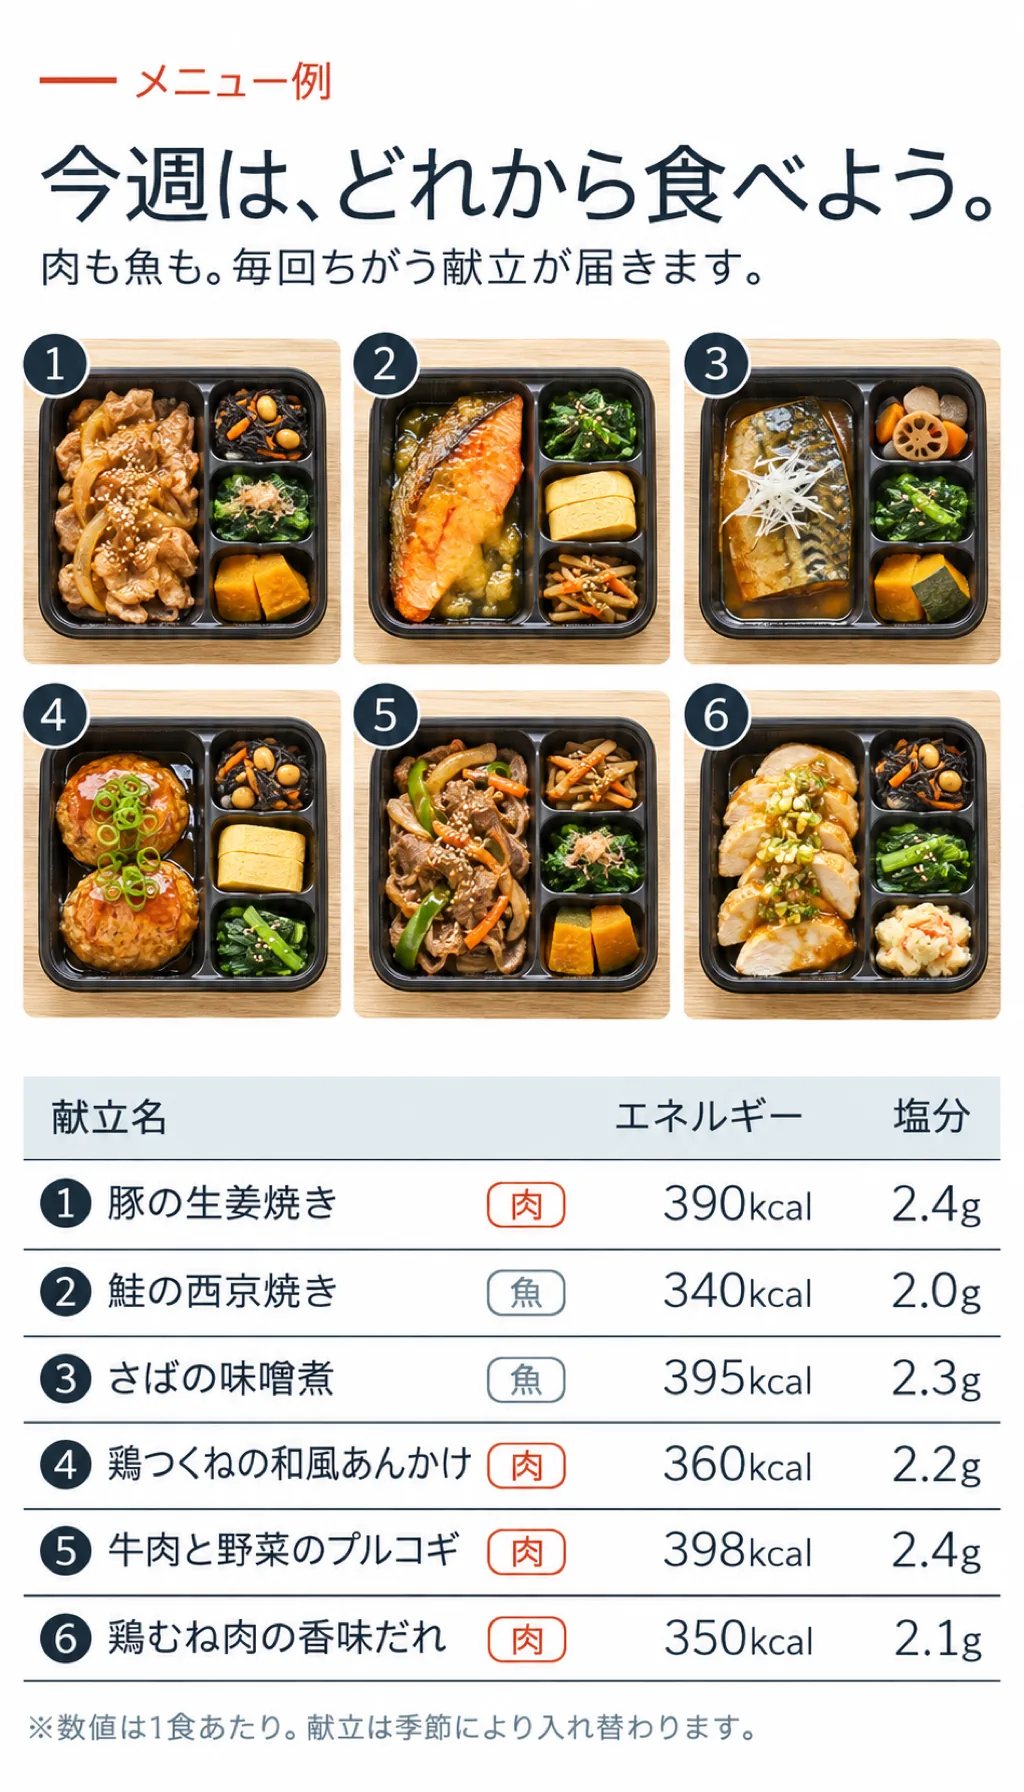 メニュー例
今週は、どれから食べよう。
肉も魚も。毎回ちがう献立が届きます。
1 2 3
4 5 6
献立名 エネルギー 塩分
1 豚の生姜焼き 肉 390kcal 2.4g
2 鮭の西京焼き 魚 340kcal 2.0g
3 さばの味噌煮 魚 395kcal 2.3g
4 鶏つくねの和風あんかけ 肉 360kcal 2.2g
5 牛肉と野菜のプルコギ 肉 398kcal 2.4g
6 鶏むね肉の香味だれ 肉 350kcal 2.1g
※数値は1食あたり。献立は季節により入れ替わります。